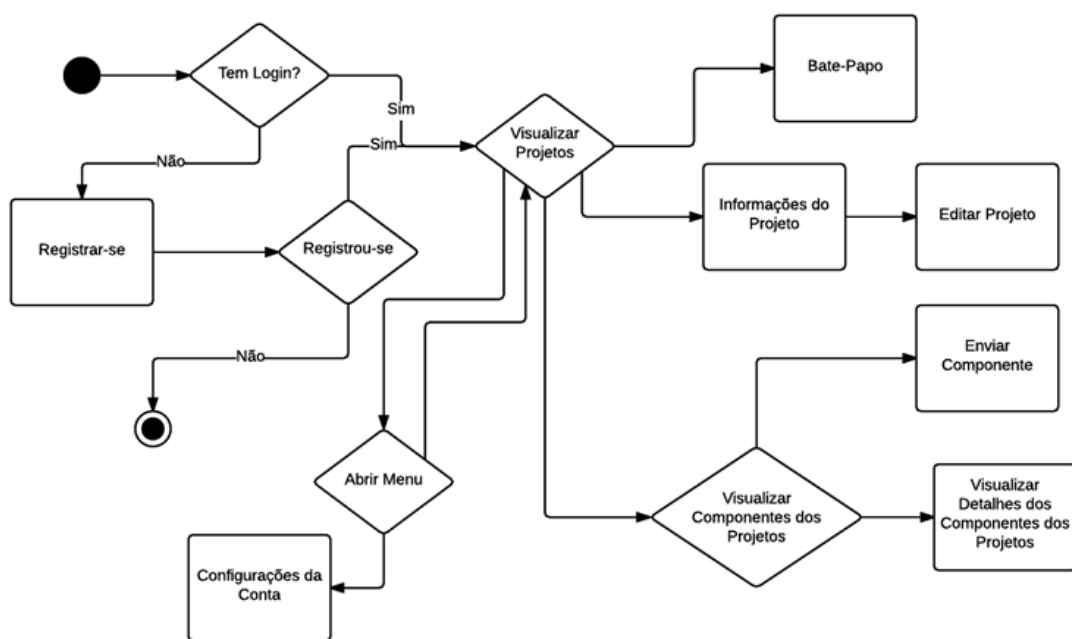 Tem Login?
Sim
Não
Registrar-se
Registrou-se
Sim
Não
Visualizar
Projetos
Bate-Papo
Informações do
Projeto
Editar Projeto
Abrir Menu
Configurações da
Conta
Visualizar
Componentes dos
Projetos
Enviar
Componente
Visualizar
Detalhes dos
Componentes dos
Projetos